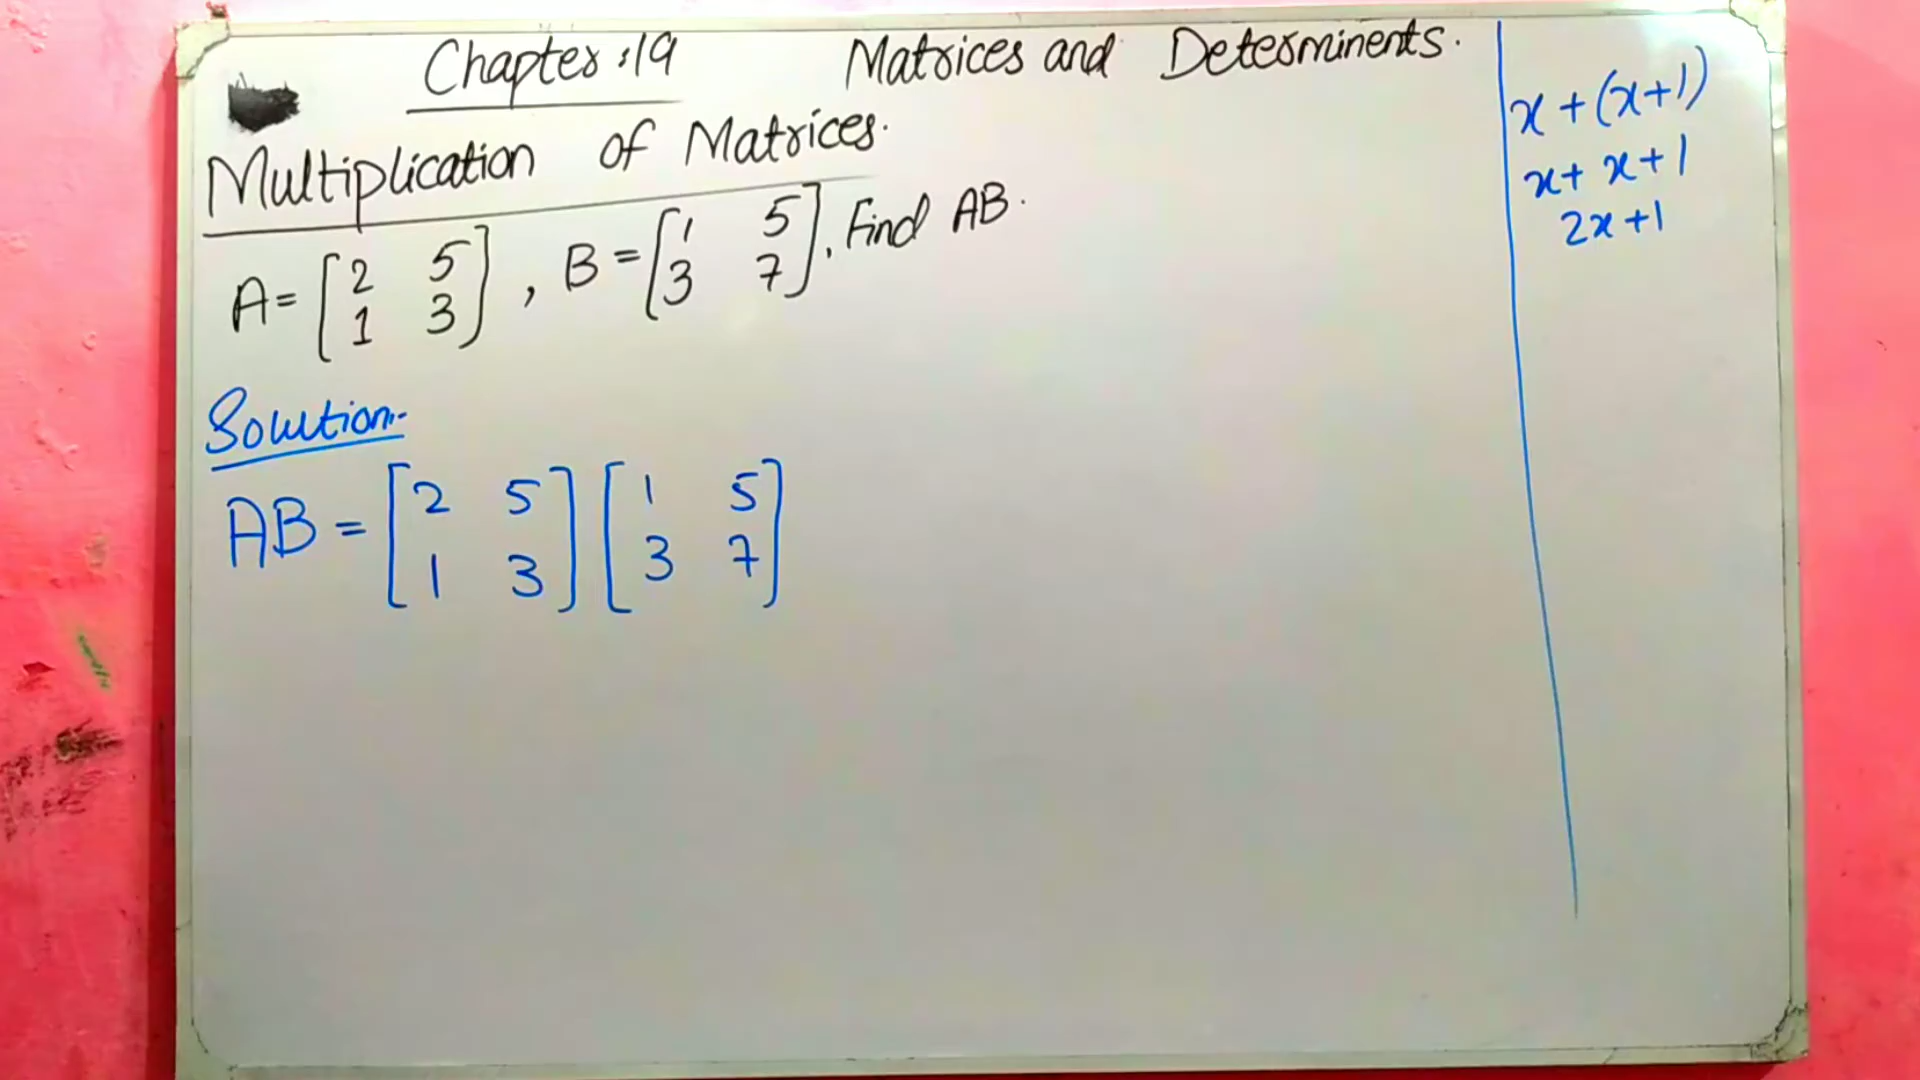 Chapter :19 Matrices and Determinents.
Multiplication of Matrices.
A = [2 5
1 3] , B = [1 5
3 7]. Find AB.
Solution:-
AB = [2 5
1 3] [1 5
3 7]
x + (x+1)
x + x + 1
2x + 1